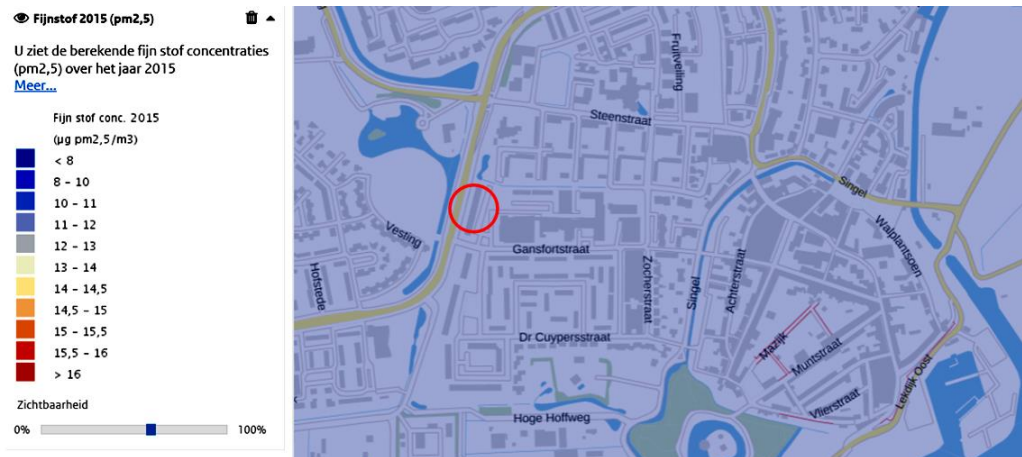 Fijnstof 2015 (pm2,5)
U ziet de berekende fijn stof concentraties
(pm2,5) over het jaar 2015
Meer...
Fijn stof conc. 2015
(μg pm2,5/m3)
< 8
8 - 10
10 - 11
11 - 12
12 - 13
13 - 14
14 - 14,5
14,5 - 15
15 - 15,5
15,5 - 16
> 16
Zichtbaarheid
0%
100%
Fruitveiling
Steenstraat
Singel
Walplantsoen
Vesting
Gansfortstraat
Hofstede
Zocherstraat
Singel
Achterstraat
Dr Cuypersstraat
Mazijk
Muntstraat
Lekdijk Oost
Vlierstraat
Hoge Hoffweg